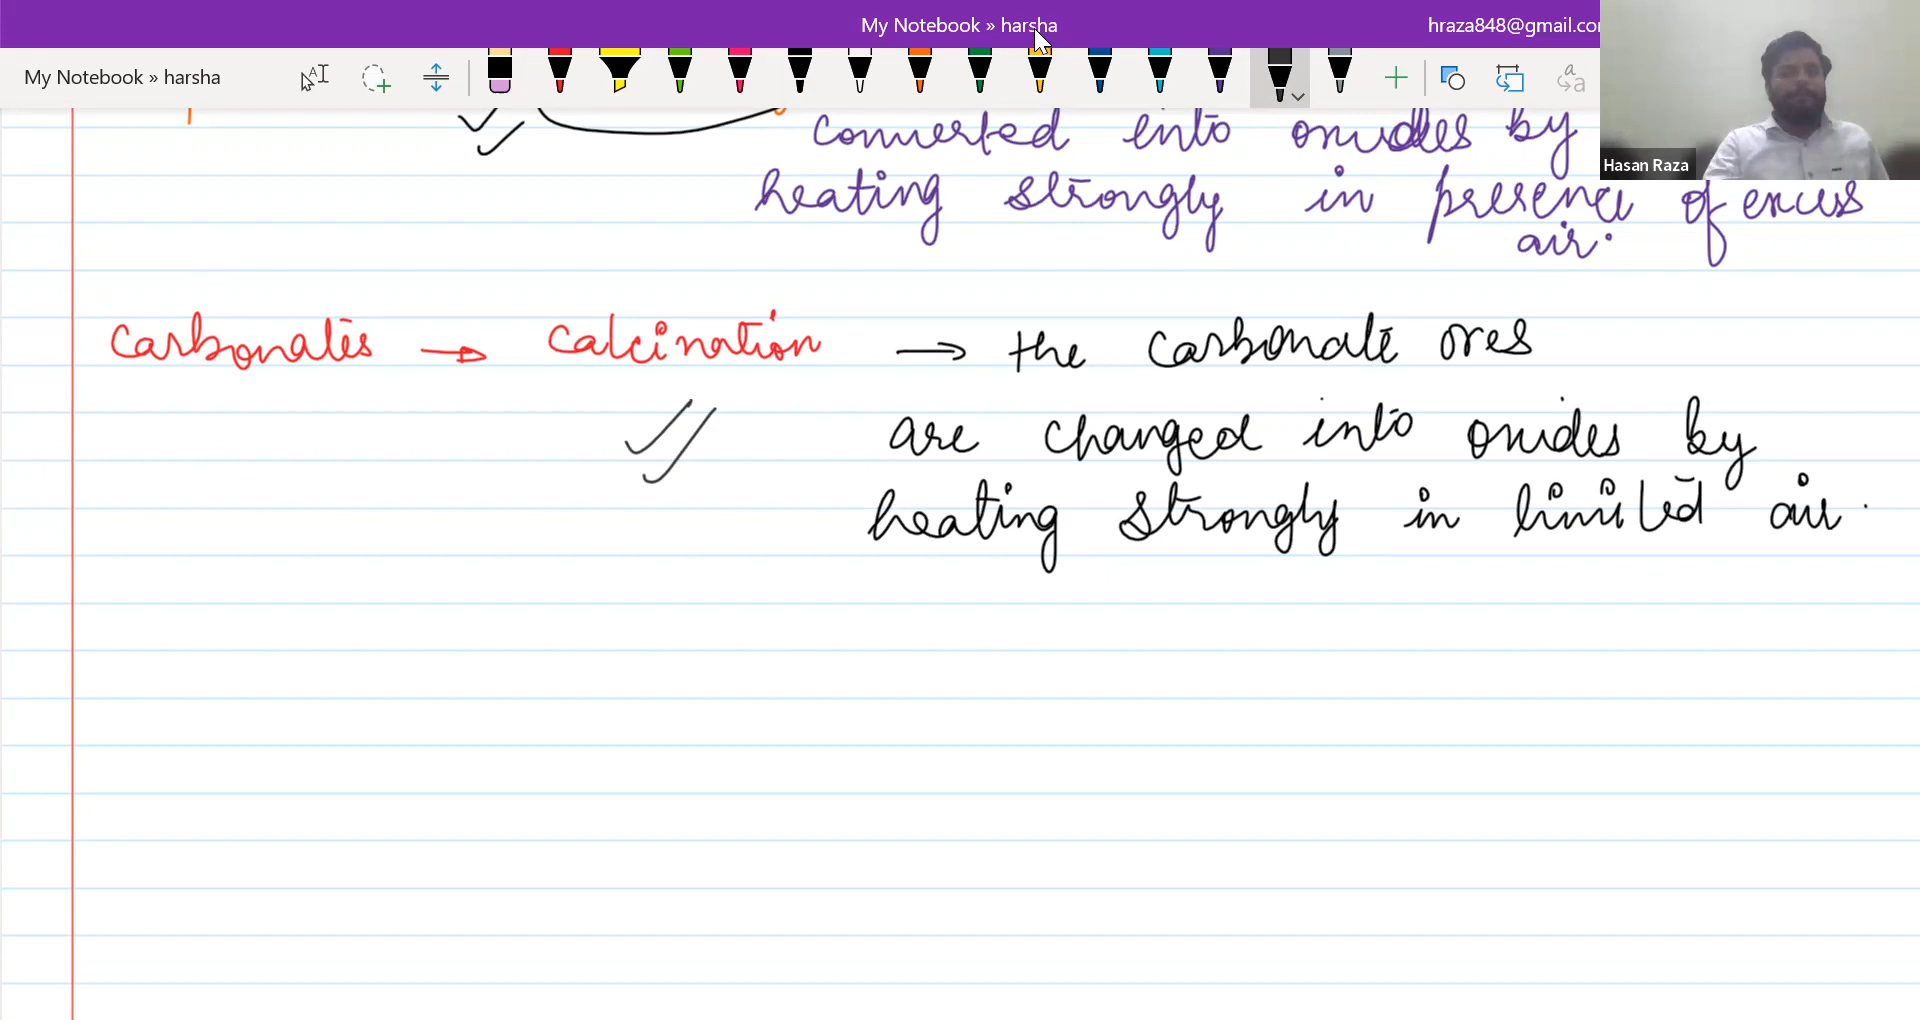 My Notebook » harsha
hraza848@gmail.co
My Notebook » harsha
Hasan Raza
converted into oxides by
heating strongly in presence of excess
air.
Carbonates → Calcination → the Carbonate ores
are changed into oxides by
heating strongly in limited air.